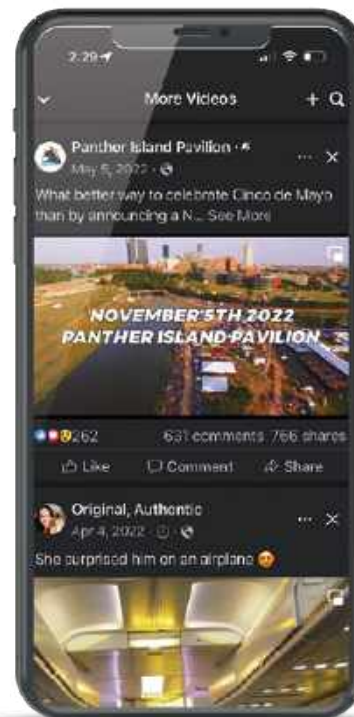 2:29
More Videos
Panther Island Pavilion
May 5, 2022
What better way to celebrate Cinco de Mayo
than by announcing a N... See More
NOVEMBER 5TH 2022
PANTHER ISLAND PAVILION
262 631 comments 766 shares
Like Comment Share
Original, Authentic
Apr 4, 2022
She surprised him on an airplane